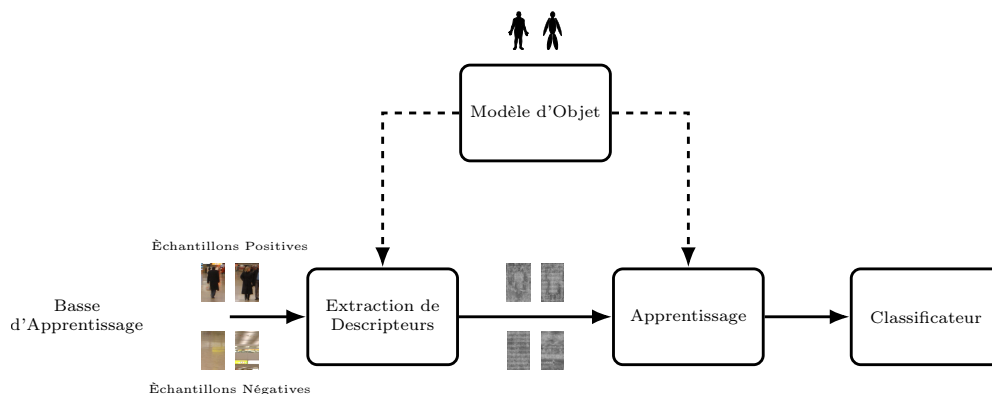 Modèle d'Objet
Èchantillons Positives
Basse
d'Apprentissage
Extraction de
Descripteurs
Apprentissage
Classificateur
Èchantillons Négatives